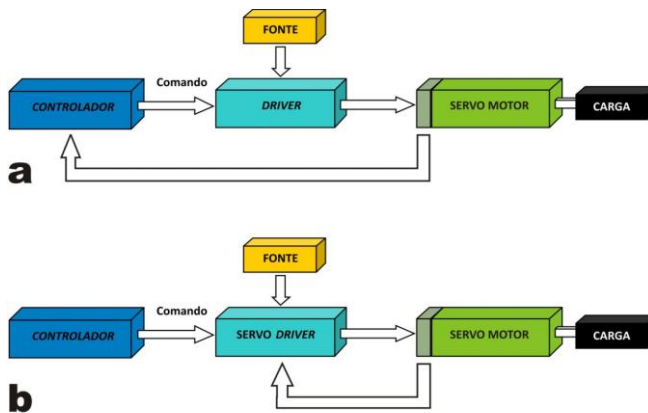 FONTE
Comando
CONTROLADOR
DRIVER
SERVO MOTOR
CARGA
a
FONTE
Comando
CONTROLADOR
SERVO DRIVER
SERVO MOTOR
CARGA
b